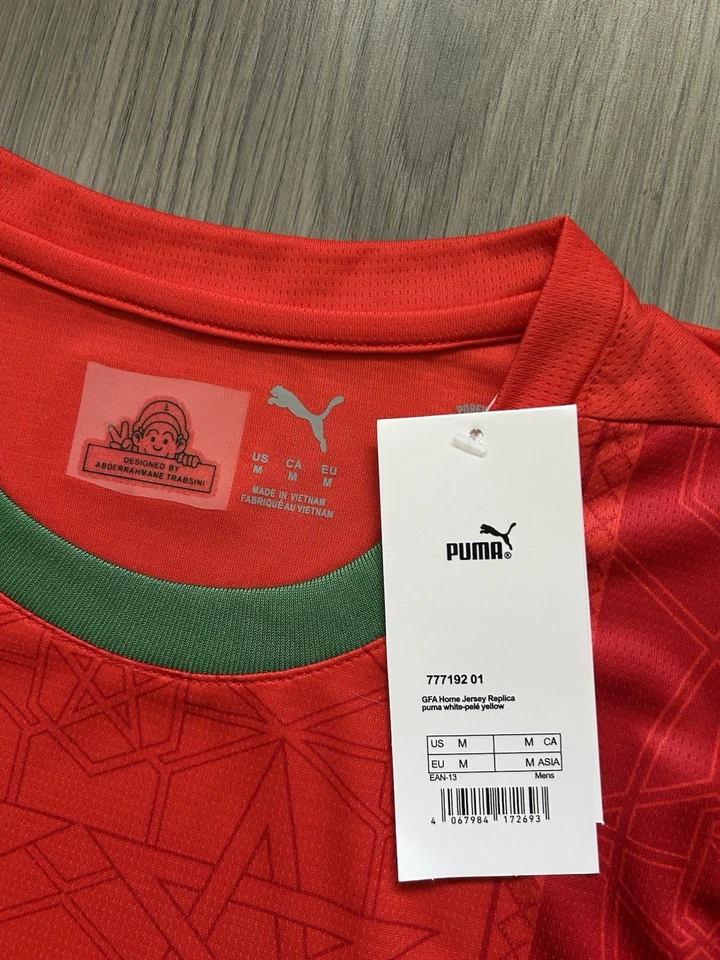 DESIGNED BY
ABDERRAHMANE TRABSINI
US CA EU
M M M
MADE IN VIETNAM
FABRIQUÉ AU VIETNAM
PUMA®
777192 01
GFA Home Jersey Replica
puma white-pelé yellow
US M M CA
EU M M ASIA
EAN-13 Mens
4 067984 172693